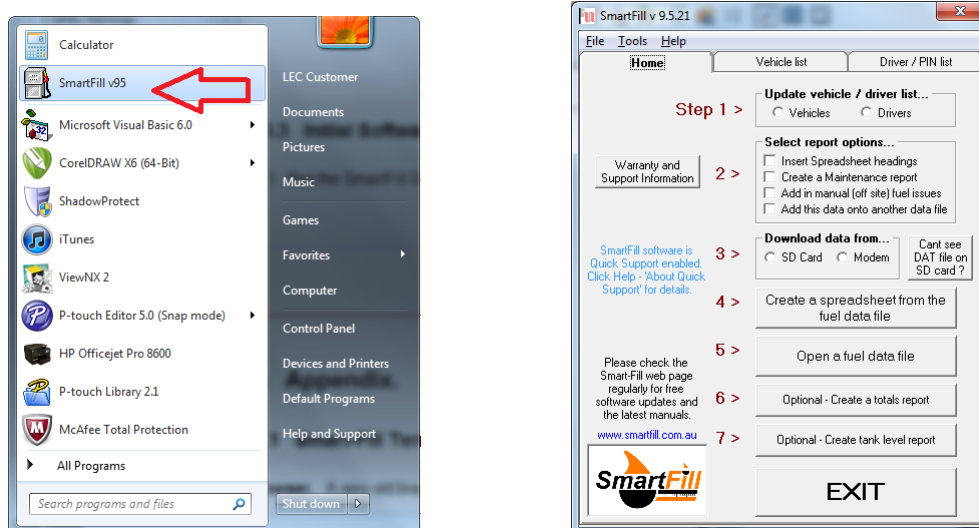 Calculator
SmartFill v95
Microsoft Visual Basic 6.0
CorelDRAW X6 (64-Bit)
ShadowProtect
iTunes
ViewNX 2
P-touch Editor 5.0 (Snap mode)
HP Officejet Pro 8600
P-touch Library 2.1
McAfee Total Protection
All Programs
Search programs and files
LEC Customer
Documents
Pictures
Music
Games
Favorites
Computer
Control Panel
Devices and Printers
Default Programs
Help and Support
Shut down
SmartFill v 9.5.21
File Tools Help
Home Vehicle list Driver / PIN list
Step 1 >
Update vehicle / driver list...
Vehicles Drivers
Warranty and
Support Information
2 >
Select report options...
Insert Spreadsheet headings
Create a Maintenance report
Add in manual (off site) fuel issues
Add this data onto another data file
SmartFill software is
Quick Support enabled.
Click Help - 'About Quick
Support' for details.
3 >
Download data from...
SD Card Modem
Cant see
DAT file on
SD card ?
4 >
Create a spreadsheet from the
fuel data file
5 >
Open a fuel data file
Please check the
Smart-Fill web page
regularly for free
software updates and
the latest manuals.
www.smartfill.com.au
6 >
Optional - Create a totals report
7 >
Optional - Create tank level report
SmartFill
EXIT